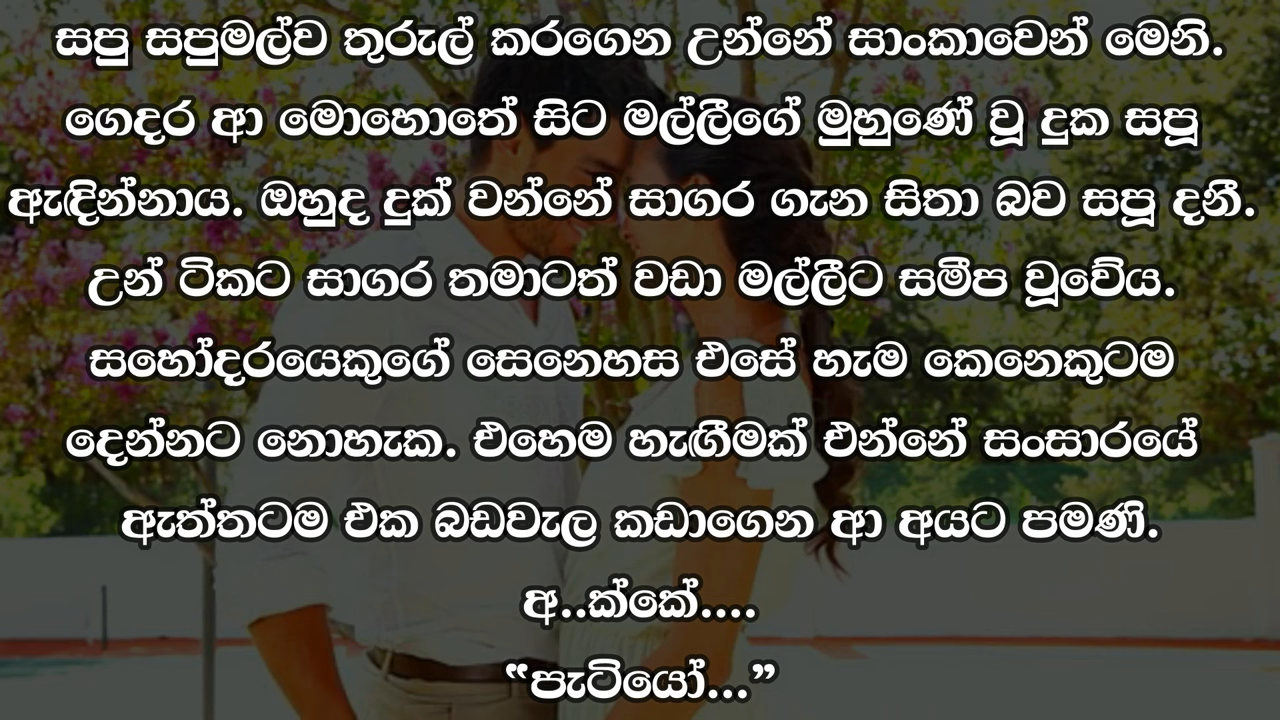 සපු සපුමල්ව තුරුල් කරගෙන උන්නේ සාංකාවෙන් මෙනි.
ගෙදර ආ මොහොතේ සිට මල්ලීගේ මුහුණේ වූ දුක සපූ
ඇඳින්නාය. ඔහුද දුක් වන්නේ සාගර ගැන සිතා බව සපූ දනී.
උන් ටිකට සාගර තමාටත් වඩා මල්ලීට සමීප වූවේය.
සහෝදරයෙකුගේ සෙනෙහස එසේ හැම කෙනෙකුටම
දෙන්නට නොහැක. එහෙම හැඟීමක් එන්නේ සංසාරයේ
ඇත්තටම එක බඩවැල කඩාගෙන ආ අයට පමණි.
අ..ක්කේ....
“පැටියෝ...”